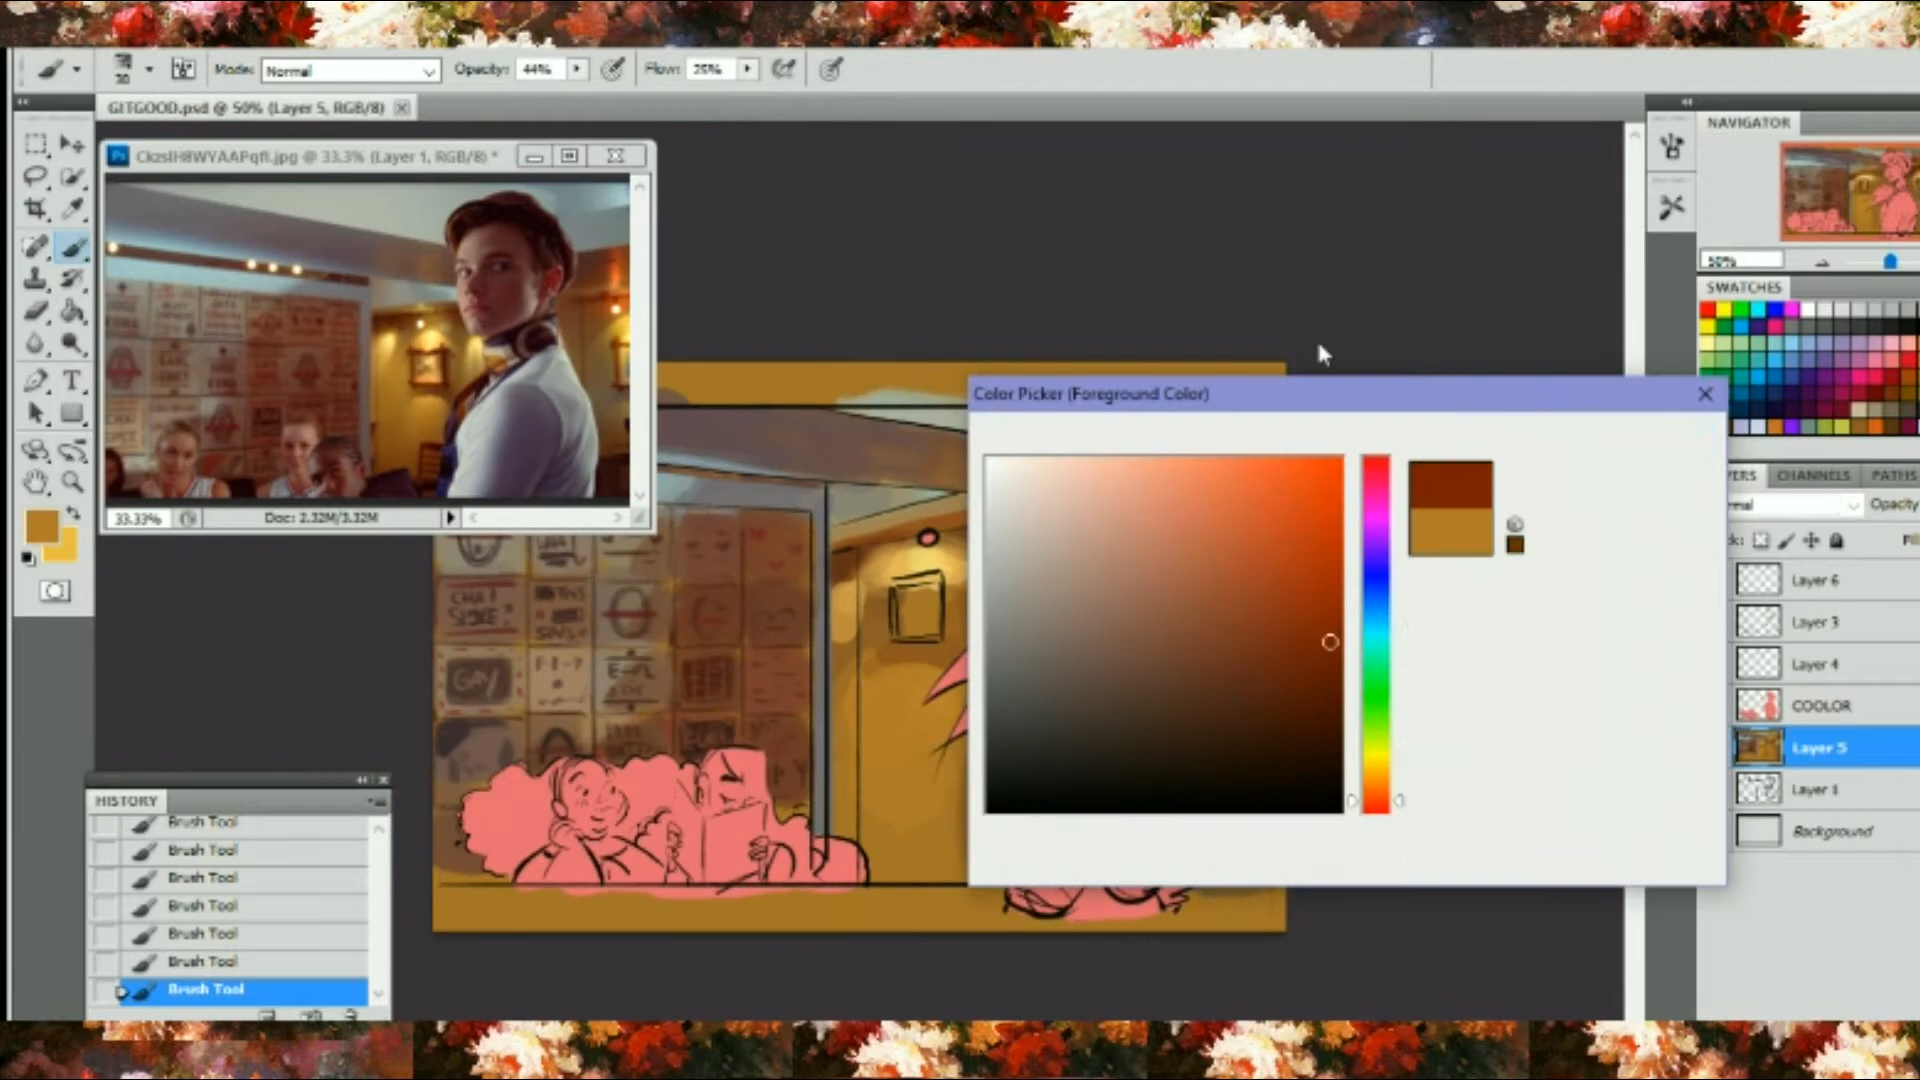 Mode: Normal Opacity: 44% Flow: 25%
GITGOOD.psd @ 50% (Layer 5, RGB/8)
NAVIGATOR
CkzslH8WYAAPqfl.jpg @ 33.3% (Layer 1, RGB/8) *
50%
SWATCHES
Color Picker (Foreground Color)
CHANNELS PATHS
Opacity
33.33% Doc: 2.32M/3.32M
Layer 6
Layer 3
Layer 4
COOLOR
Layer 5
Layer 1
Background
GAY
HISTORY
Brush Tool
Brush Tool
Brush Tool
Brush Tool
Brush Tool
Brush Tool
Brush Tool